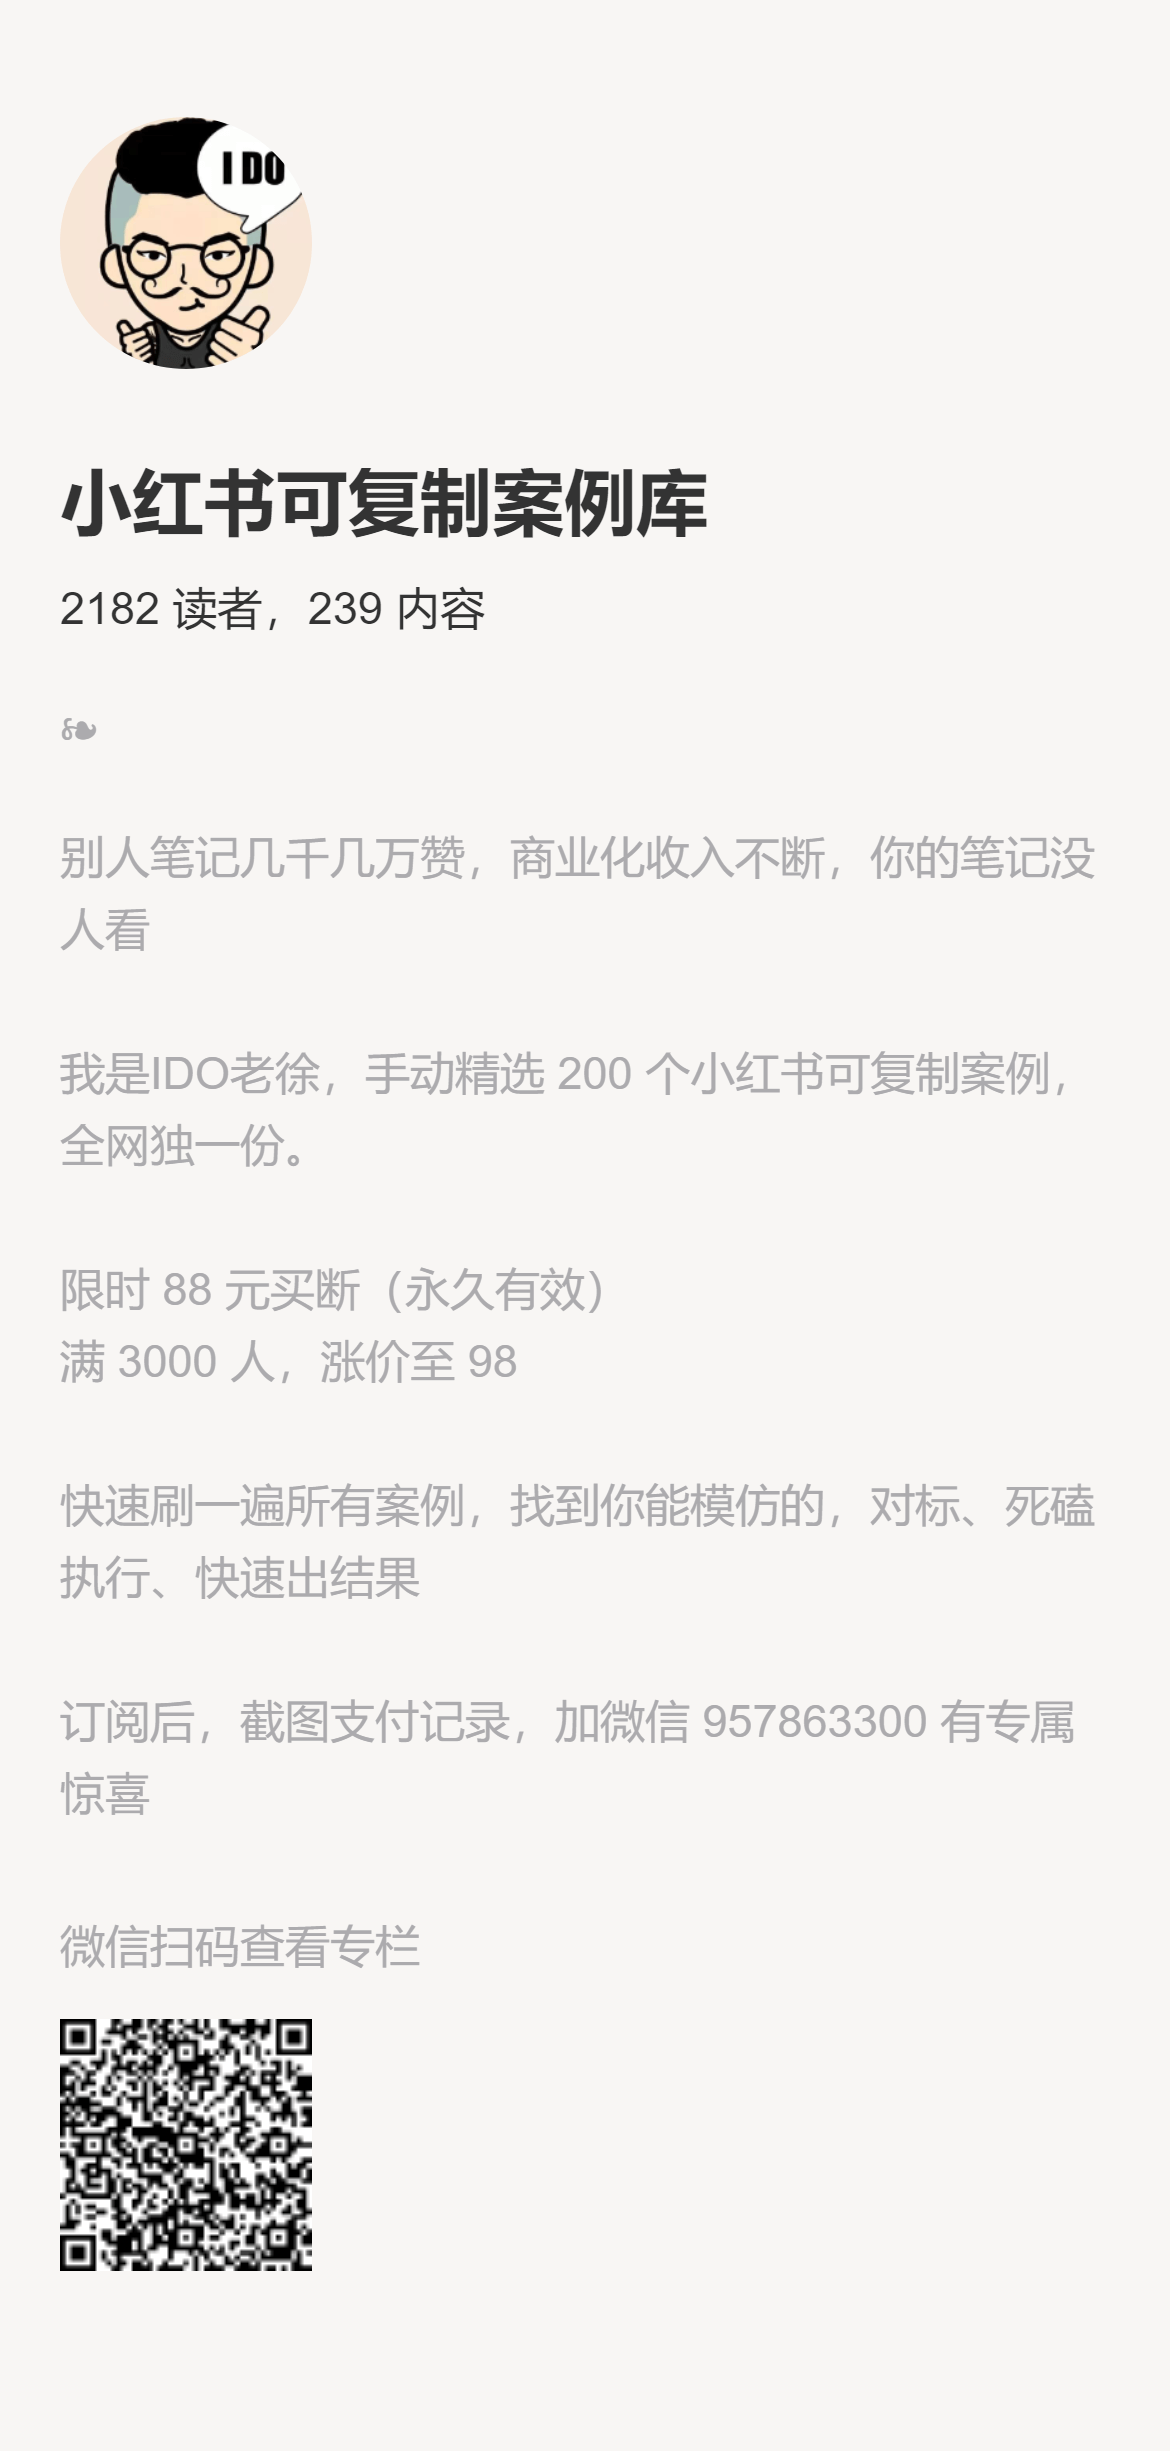 I DO
小红书可复制案例库
2182 读者，239 内容
别人笔记几千几万赞，商业化收入不断，你的笔记没
人看
我是IDO老徐，手动精选 200 个小红书可复制案例，
全网独一份。
限时 88 元买断（永久有效）
满 3000 人，涨价至 98
快速刷一遍所有案例，找到你能模仿的，对标、死磕
执行、快速出结果
订阅后，截图支付记录，加微信 957863300 有专属
惊喜
微信扫码查看专栏